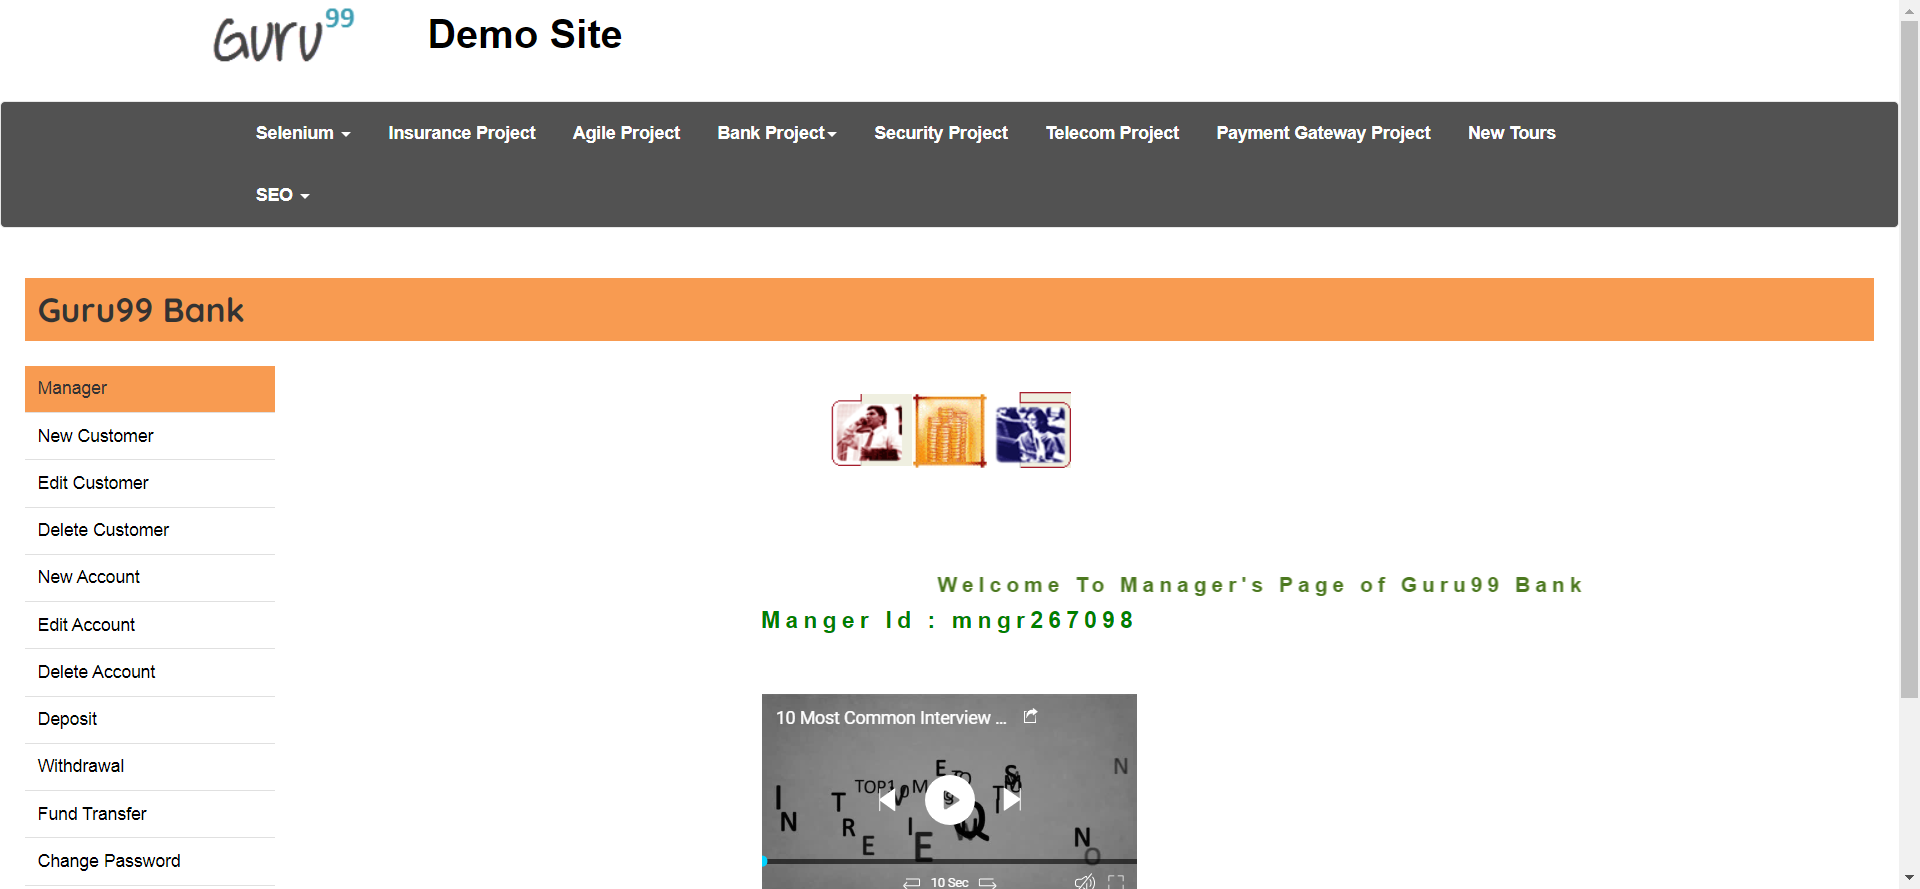 Guru99
Demo Site
Selenium
Insurance Project
Agile Project
Bank Project
Security Project
Telecom Project
Payment Gateway Project
New Tours
SEO
Guru99 Bank
Manager
New Customer
Edit Customer
Delete Customer
New Account
Edit Account
Delete Account
Deposit
Withdrawal
Fund Transfer
Change Password
Welcome To Manager's Page of Guru99 Bank
Manger Id : mngr267098
10 Most Common Interview ...
10 Sec